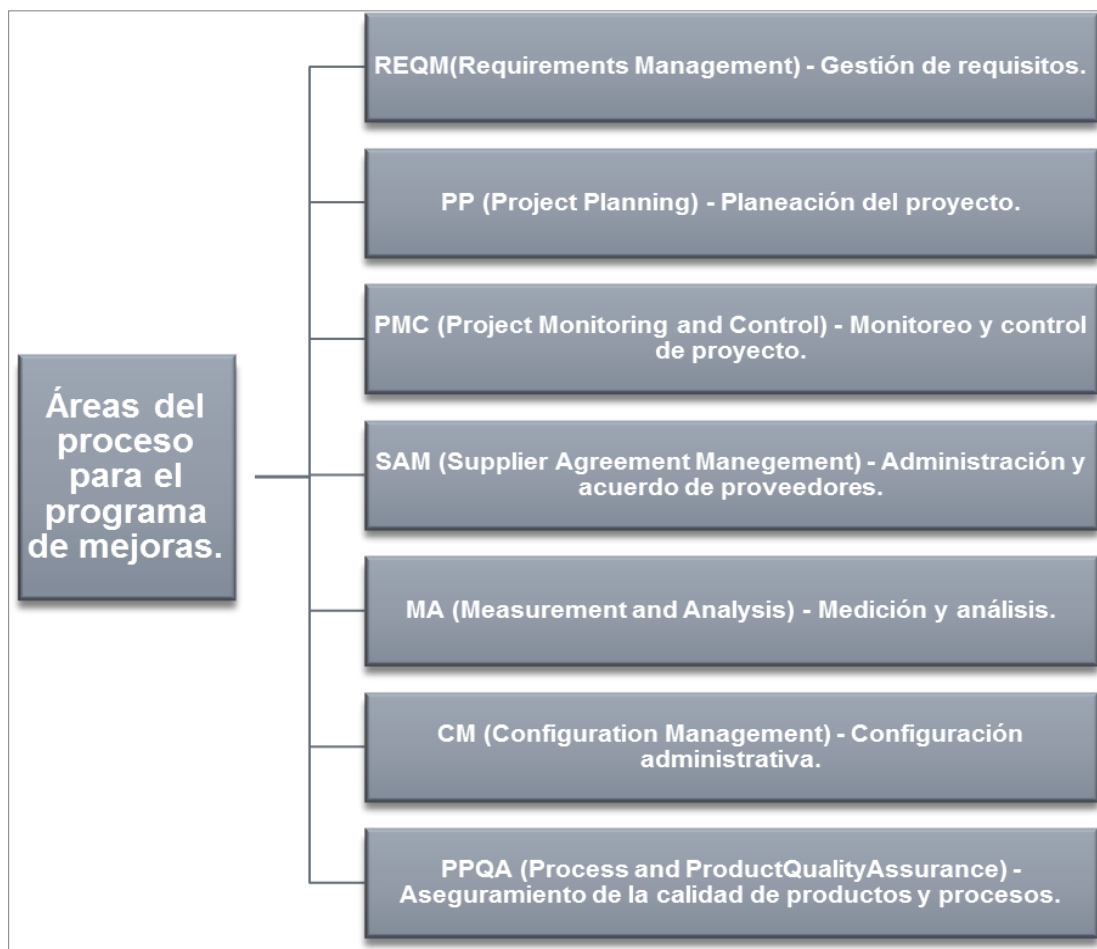 Áreas del
proceso
para el
programa
de mejoras.
REQM(Requirements Management) - Gestión de requisitos.
PP (Project Planning) - Planeación del proyecto.
PMC (Project Monitoring and Control) - Monitoreo y control
de proyecto.
SAM (Supplier Agreement Manegement) - Administración y
acuerdo de proveedores.
MA (Measurement and Analysis) - Medición y análisis.
CM (Configuration Management) - Configuración
administrativa.
PPQA (Process and ProductQualityAssurance) -
Aseguramiento de la calidad de productos y procesos.